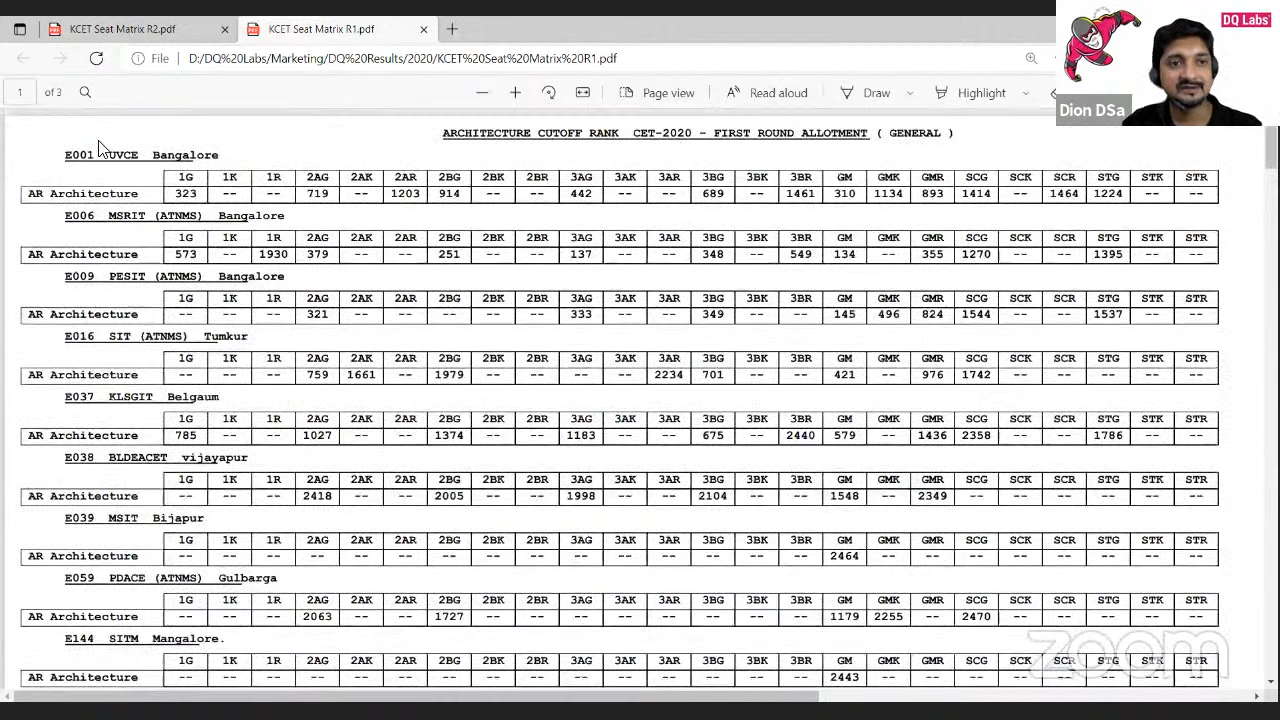 KCET Seat Matrix R2.pdf KCET Seat Matrix R1.pdf
DQ Labs
File D:/DQ%20Labs/Marketing/DQ%20Results/2020/KCET%20Seat%20Matrix%20R1.pdf
1 of 3 Page view Read aloud Draw Highlight
Dion DSa
ARCHITECTURE CUTOFF RANK CET-2020 - FIRST ROUND ALLOTMENT ( GENERAL )
E001 UVCE Bangalore
1G 1K 1R 2AG 2AK 2AR 2BG 2BK 2BR 3AG 3AK 3AR 3BG 3BK 3BR GM GMK GMR SCG SCK SCR STG STK STR
AR Architecture 323 -- -- 719 -- 1203 914 -- -- 442 -- -- 689 -- 1461 310 1134 893 1414 -- 1464 1224 -- --
E006 MSRIT (ATNMS) Bangalore
1G 1K 1R 2AG 2AK 2AR 2BG 2BK 2BR 3AG 3AK 3AR 3BG 3BK 3BR GM GMK GMR SCG SCK SCR STG STK STR
AR Architecture 573 -- 1930 379 -- -- 251 -- -- 137 -- -- 348 -- 549 134 -- 355 1270 -- -- 1395 -- --
E009 PESIT (ATNMS) Bangalore
1G 1K 1R 2AG 2AK 2AR 2BG 2BK 2BR 3AG 3AK 3AR 3BG 3BK 3BR GM GMK GMR SCG SCK SCR STG STK STR
AR Architecture -- -- -- 321 -- -- -- -- -- 333 -- -- 349 -- -- 145 496 824 1544 -- -- 1537 -- --
E016 SIT (ATNMS) Tumkur
1G 1K 1R 2AG 2AK 2AR 2BG 2BK 2BR 3AG 3AK 3AR 3BG 3BK 3BR GM GMK GMR SCG SCK SCR STG STK STR
AR Architecture -- -- -- 759 1661 -- 1979 -- -- -- -- 2234 701 -- -- 421 -- 976 1742 -- -- -- -- --
E037 KLSGIT Belgaum
1G 1K 1R 2AG 2AK 2AR 2BG 2BK 2BR 3AG 3AK 3AR 3BG 3BK 3BR GM GMK GMR SCG SCK SCR STG STK STR
AR Architecture 785 -- -- 1027 -- -- 1374 -- -- 1183 -- -- 675 -- 2440 579 -- 1436 2358 -- -- 1786 -- --
E038 BLDEACET vijayapur
1G 1K 1R 2AG 2AK 2AR 2BG 2BK 2BR 3AG 3AK 3AR 3BG 3BK 3BR GM GMK GMR SCG SCK SCR STG STK STR
AR Architecture -- -- -- 2418 -- -- 2005 -- -- 1998 -- -- 2104 -- -- 1548 -- 2349 -- -- -- -- -- --
E039 MSIT Bijapur
1G 1K 1R 2AG 2AK 2AR 2BG 2BK 2BR 3AG 3AK 3AR 3BG 3BK 3BR GM GMK GMR SCG SCK SCR STG STK STR
AR Architecture -- -- -- -- -- -- -- -- -- -- -- -- -- -- -- 2464 -- -- -- -- -- -- -- --
E059 PDACE (ATNMS) Gulbarga
1G 1K 1R 2AG 2AK 2AR 2BG 2BK 2BR 3AG 3AK 3AR 3BG 3BK 3BR GM GMK GMR SCG SCK SCR STG STK STR
AR Architecture -- -- -- 2063 -- -- 1727 -- -- -- -- -- -- -- -- 1179 2255 -- 2470 -- -- -- -- --
E144 SITM Mangalore.
1G 1K 1R 2AG 2AK 2AR 2BG 2BK 2BR 3AG 3AK 3AR 3BG 3BK 3BR GM GMK GMR SCG SCK SCR STG STK STR
AR Architecture -- -- -- -- -- -- -- -- -- -- -- -- -- -- -- 2443 -- -- -- -- -- -- -- --
zoom